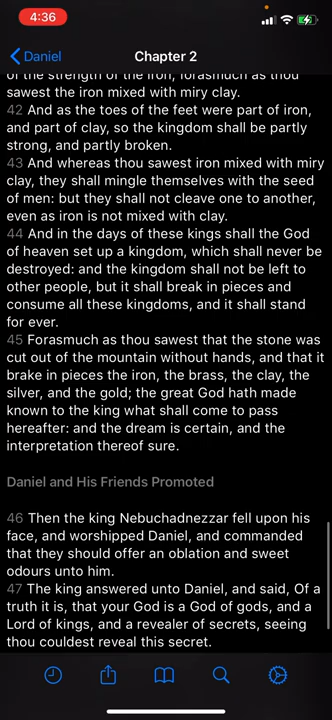 4:36
Daniel
Chapter 2
of the strength of the iron, forasmuch as thou
sawest the iron mixed with miry clay.
42 And as the toes of the feet were part of iron,
and part of clay, so the kingdom shall be partly
strong, and partly broken.
43 And whereas thou sawest iron mixed with miry
clay, they shall mingle themselves with the seed
of men: but they shall not cleave one to another,
even as iron is not mixed with clay.
44 And in the days of these kings shall the God
of heaven set up a kingdom, which shall never be
destroyed: and the kingdom shall not be left to
other people, but it shall break in pieces and
consume all these kingdoms, and it shall stand
for ever.
45 Forasmuch as thou sawest that the stone was
cut out of the mountain without hands, and that it
brake in pieces the iron, the brass, the clay, the
silver, and the gold; the great God hath made
known to the king what shall come to pass
hereafter: and the dream is certain, and the
interpretation thereof sure.
Daniel and His Friends Promoted
46 Then the king Nebuchadnezzar fell upon his
face, and worshipped Daniel, and commanded
that they should offer an oblation and sweet
odours unto him.
47 The king answered unto Daniel, and said, Of a
truth it is, that your God is a God of gods, and a
Lord of kings, and a revealer of secrets, seeing
thou couldest reveal this secret.